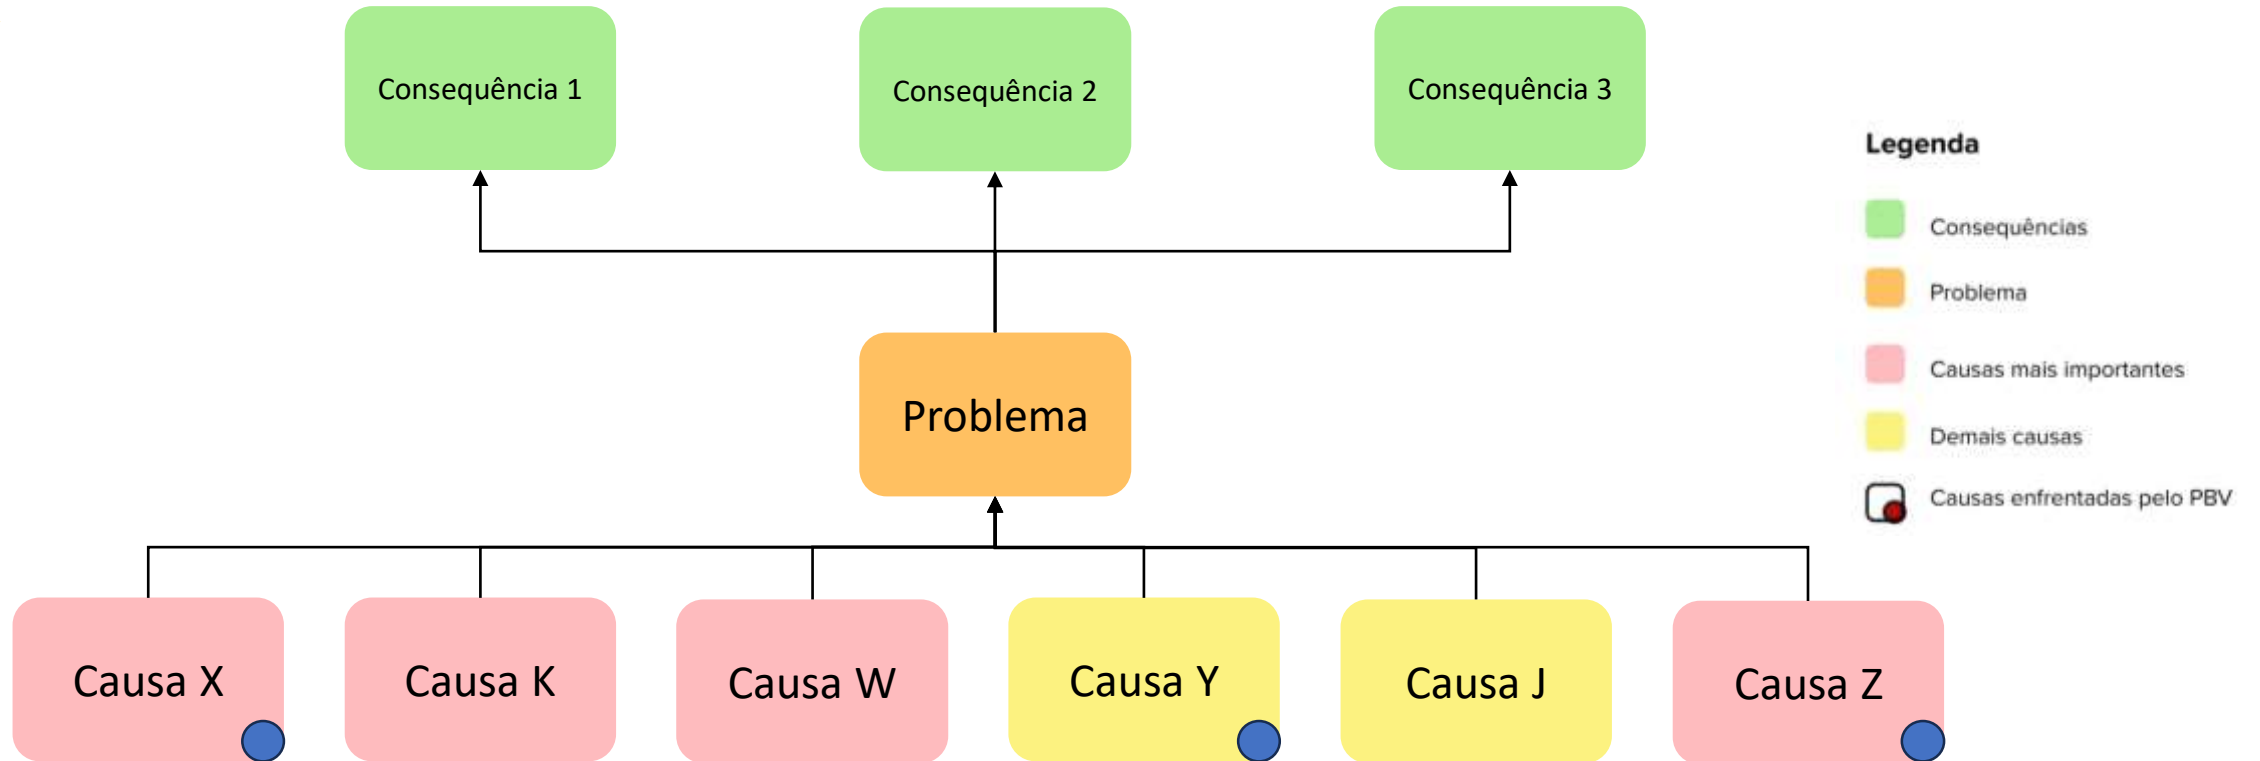 Consequência 1
Consequência 2
Consequência 3
Legenda
Consequências
Problema
Causas mais importantes
Demais causas
Causas enfrentadas pelo PBV
Problema
Causa X
Causa K
Causa W
Causa Y
Causa J
Causa Z